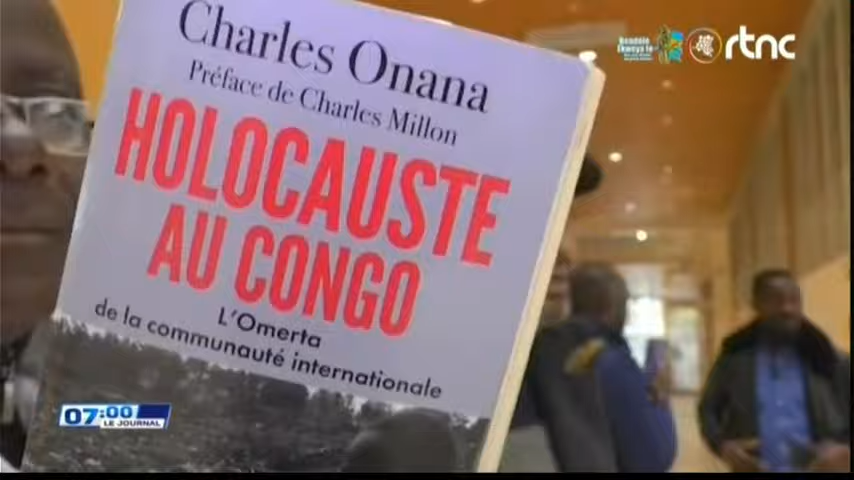 Charles Onana
Préface de Charles Millon
HOLOCAUSTE
AU CONGO
L'Omerta
de la communauté internationale
rtnc
07:00
LE JOURNAL